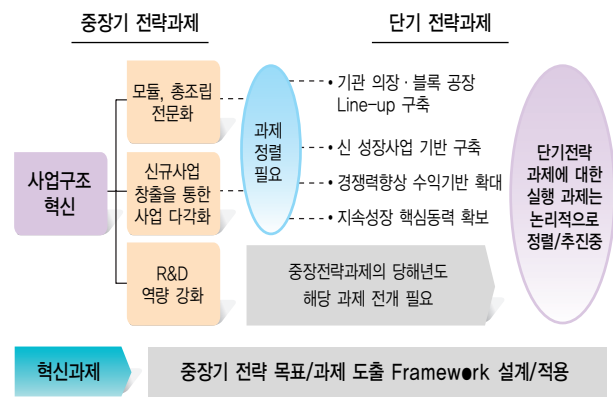 중장기 전략과제
단기 전략과제
사업구조
혁신
모듈, 총조립
전문화
신규사업
창출을 통한
사업 다각화
R&D
역량 강화
과제
정렬
필요
• 기관 의장 · 블록 공장
Line-up 구축
• 신 성장사업 기반 구축
• 경쟁력향상 수익기반 확대
• 지속성장 핵심동력 확보
중장전략과제의 당해년도
해당 과제 전개 필요
단기전략
과제에 대한
실행 과제는
논리적으로
정렬/추진중
혁신과제
중장기 전략 목표/과제 도출 Framework 설계/적용